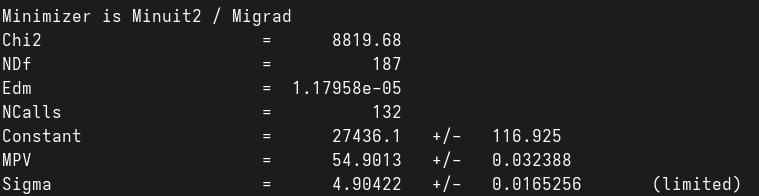 Minimizer is Minuit2 / Migrad
Chi2                      =      8819.68
NDf                       =          187
Edm                       =  1.17958e-05
NCalls                    =          132
Constant                  =      27436.1   +/-   116.925
MPV                       =      54.9013   +/-   0.032388
Sigma                     =      4.90422   +/-   0.0165256      (limited)